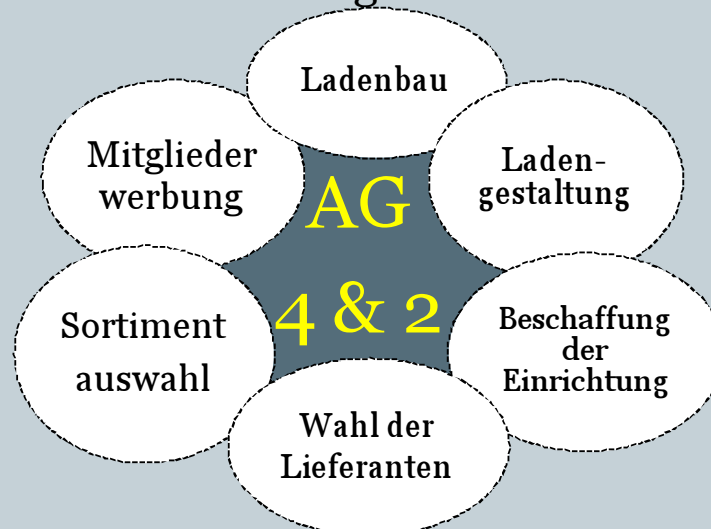 Ladenbau
Mitglieder
werbung
Laden-
gestaltung
AG
4 & 2
Sortiment
auswahl
Beschaffung
der
Einrichtung
Wahl der
Lieferanten